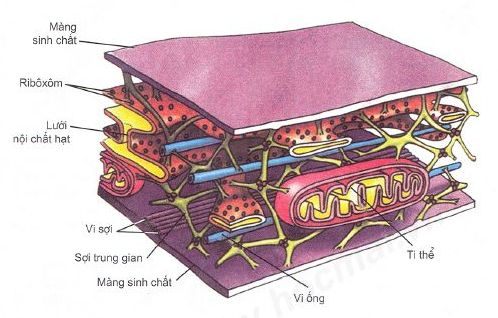 Màng
sinh chất
Ribôxôm
Lưới
nội chất hạt
Vi sợi
Sợi trung gian
Màng sinh chất
Vi ống
Ti thể